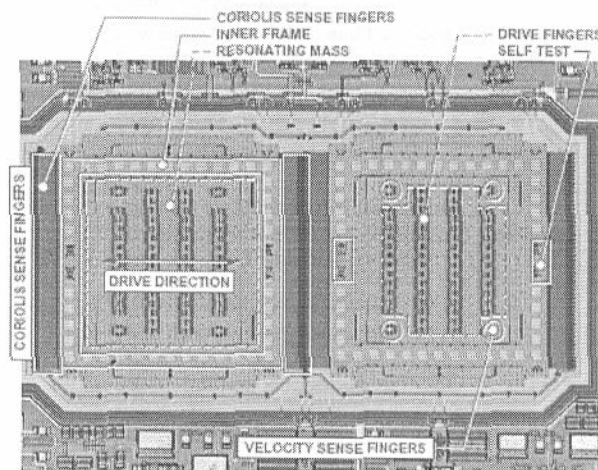 CORIOLIS SENSE FINGERS
INNER FRAME
RESONATING MASS
DRIVE FINGERS
SELF TEST
CORIOLIS SENSE FINGERS
DRIVE DIRECTION
VELOCITY SENSE FINGERS